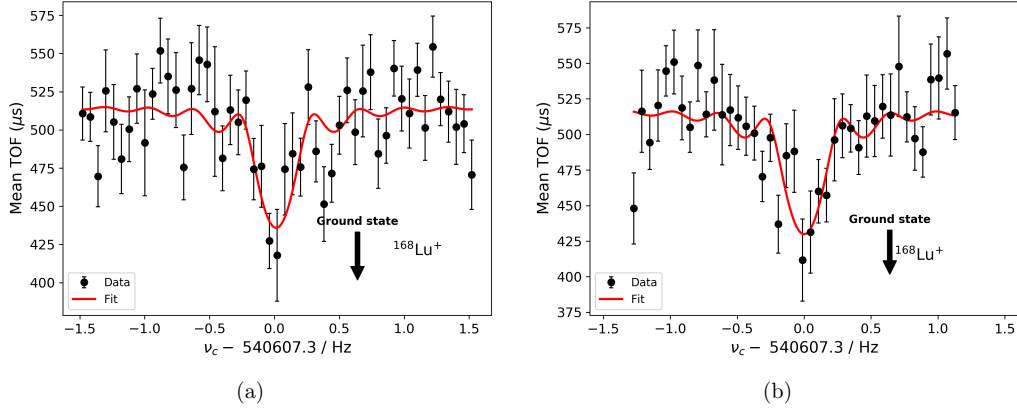 575
550
525
500
475
450
425
400
Mean TOF (μs)
Ground state
¹⁶⁸Lu⁺
Data
Fit
−1.5 −1.0 −0.5 0.0 0.5 1.0 1.5
ν_c − 540607.3 / Hz
(a)
575
550
525
500
475
450
425
400
375
Mean TOF (μs)
Ground state
¹⁶⁸Lu⁺
Data
Fit
−1.5 −1.0 −0.5 0.0 0.5 1.0 1.5
ν_c − 540607.3 / Hz
(b)